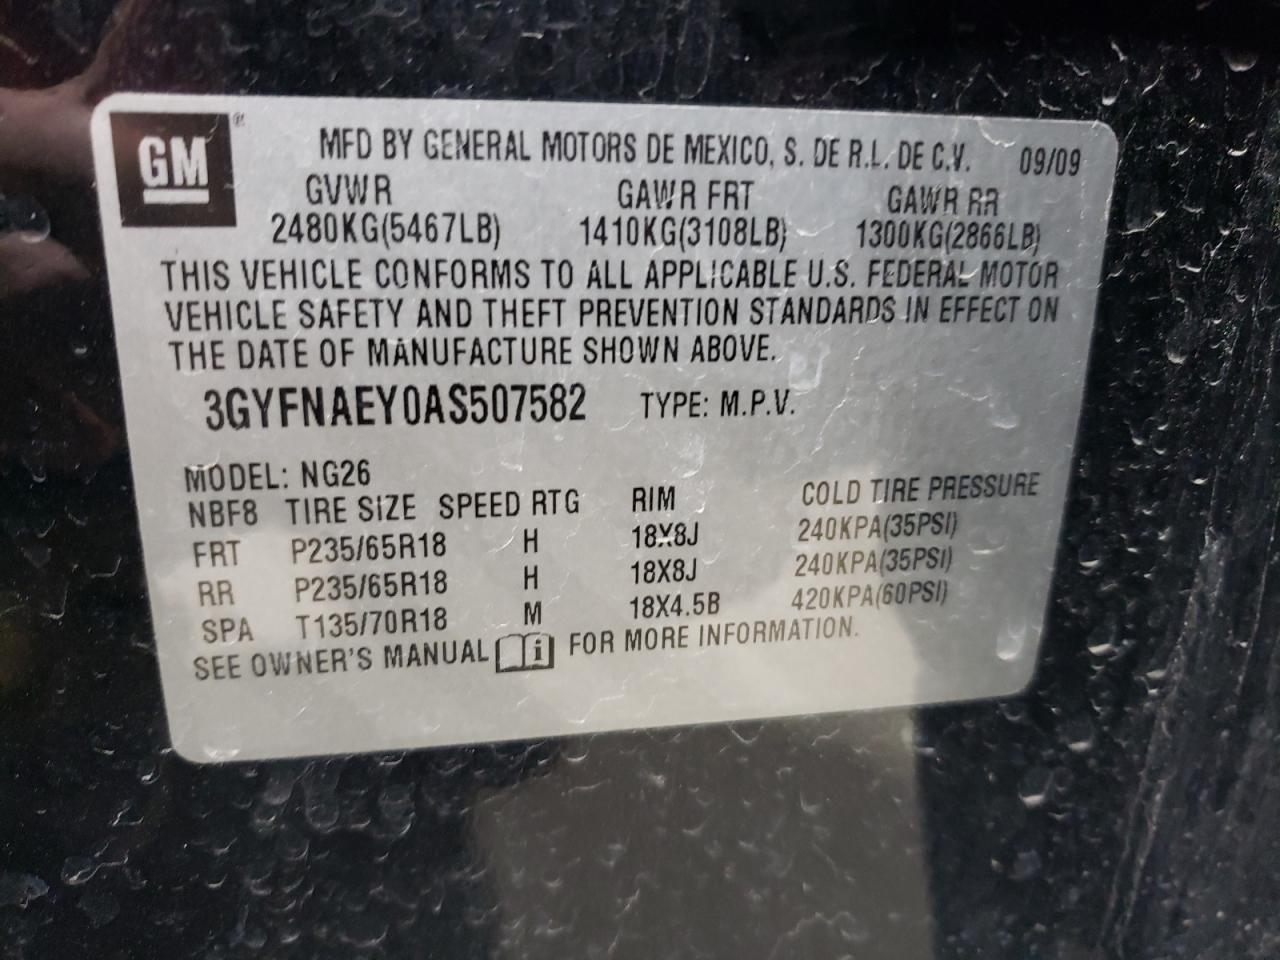 GM®
MFD BY GENERAL MOTORS DE MEXICO, S. DE R.L. DE C.V. 09/09
GVWR GAWR FRT GAWR RR
2480KG(5467LB) 1410KG(3108LB) 1300KG(2866LB)
THIS VEHICLE CONFORMS TO ALL APPLICABLE U.S. FEDERAL MOTOR
VEHICLE SAFETY AND THEFT PREVENTION STANDARDS IN EFFECT ON
THE DATE OF MANUFACTURE SHOWN ABOVE.
3GYFNAEY0AS507582 TYPE: M.P.V.
MODEL: NG26
NBF8 TIRE SIZE SPEED RTG RIM COLD TIRE PRESSURE
FRT P235/65R18 H 18X8J 240KPA(35PSI)
RR P235/65R18 H 18X8J 240KPA(35PSI)
SPA T135/70R18 M 18X4.5B 420KPA(60PSI)
SEE OWNER'S MANUAL i FOR MORE INFORMATION.